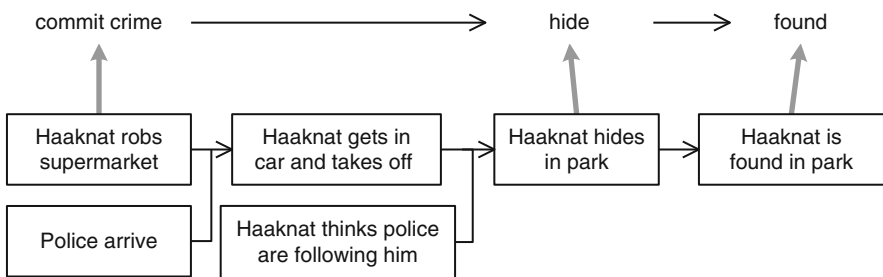 commit crime
hide
found
Haaknat robs
supermarket
Haaknat gets in
car and takes off
Haaknat hides
in park
Haaknat is
found in park
Police arrive
Haaknat thinks police
are following him